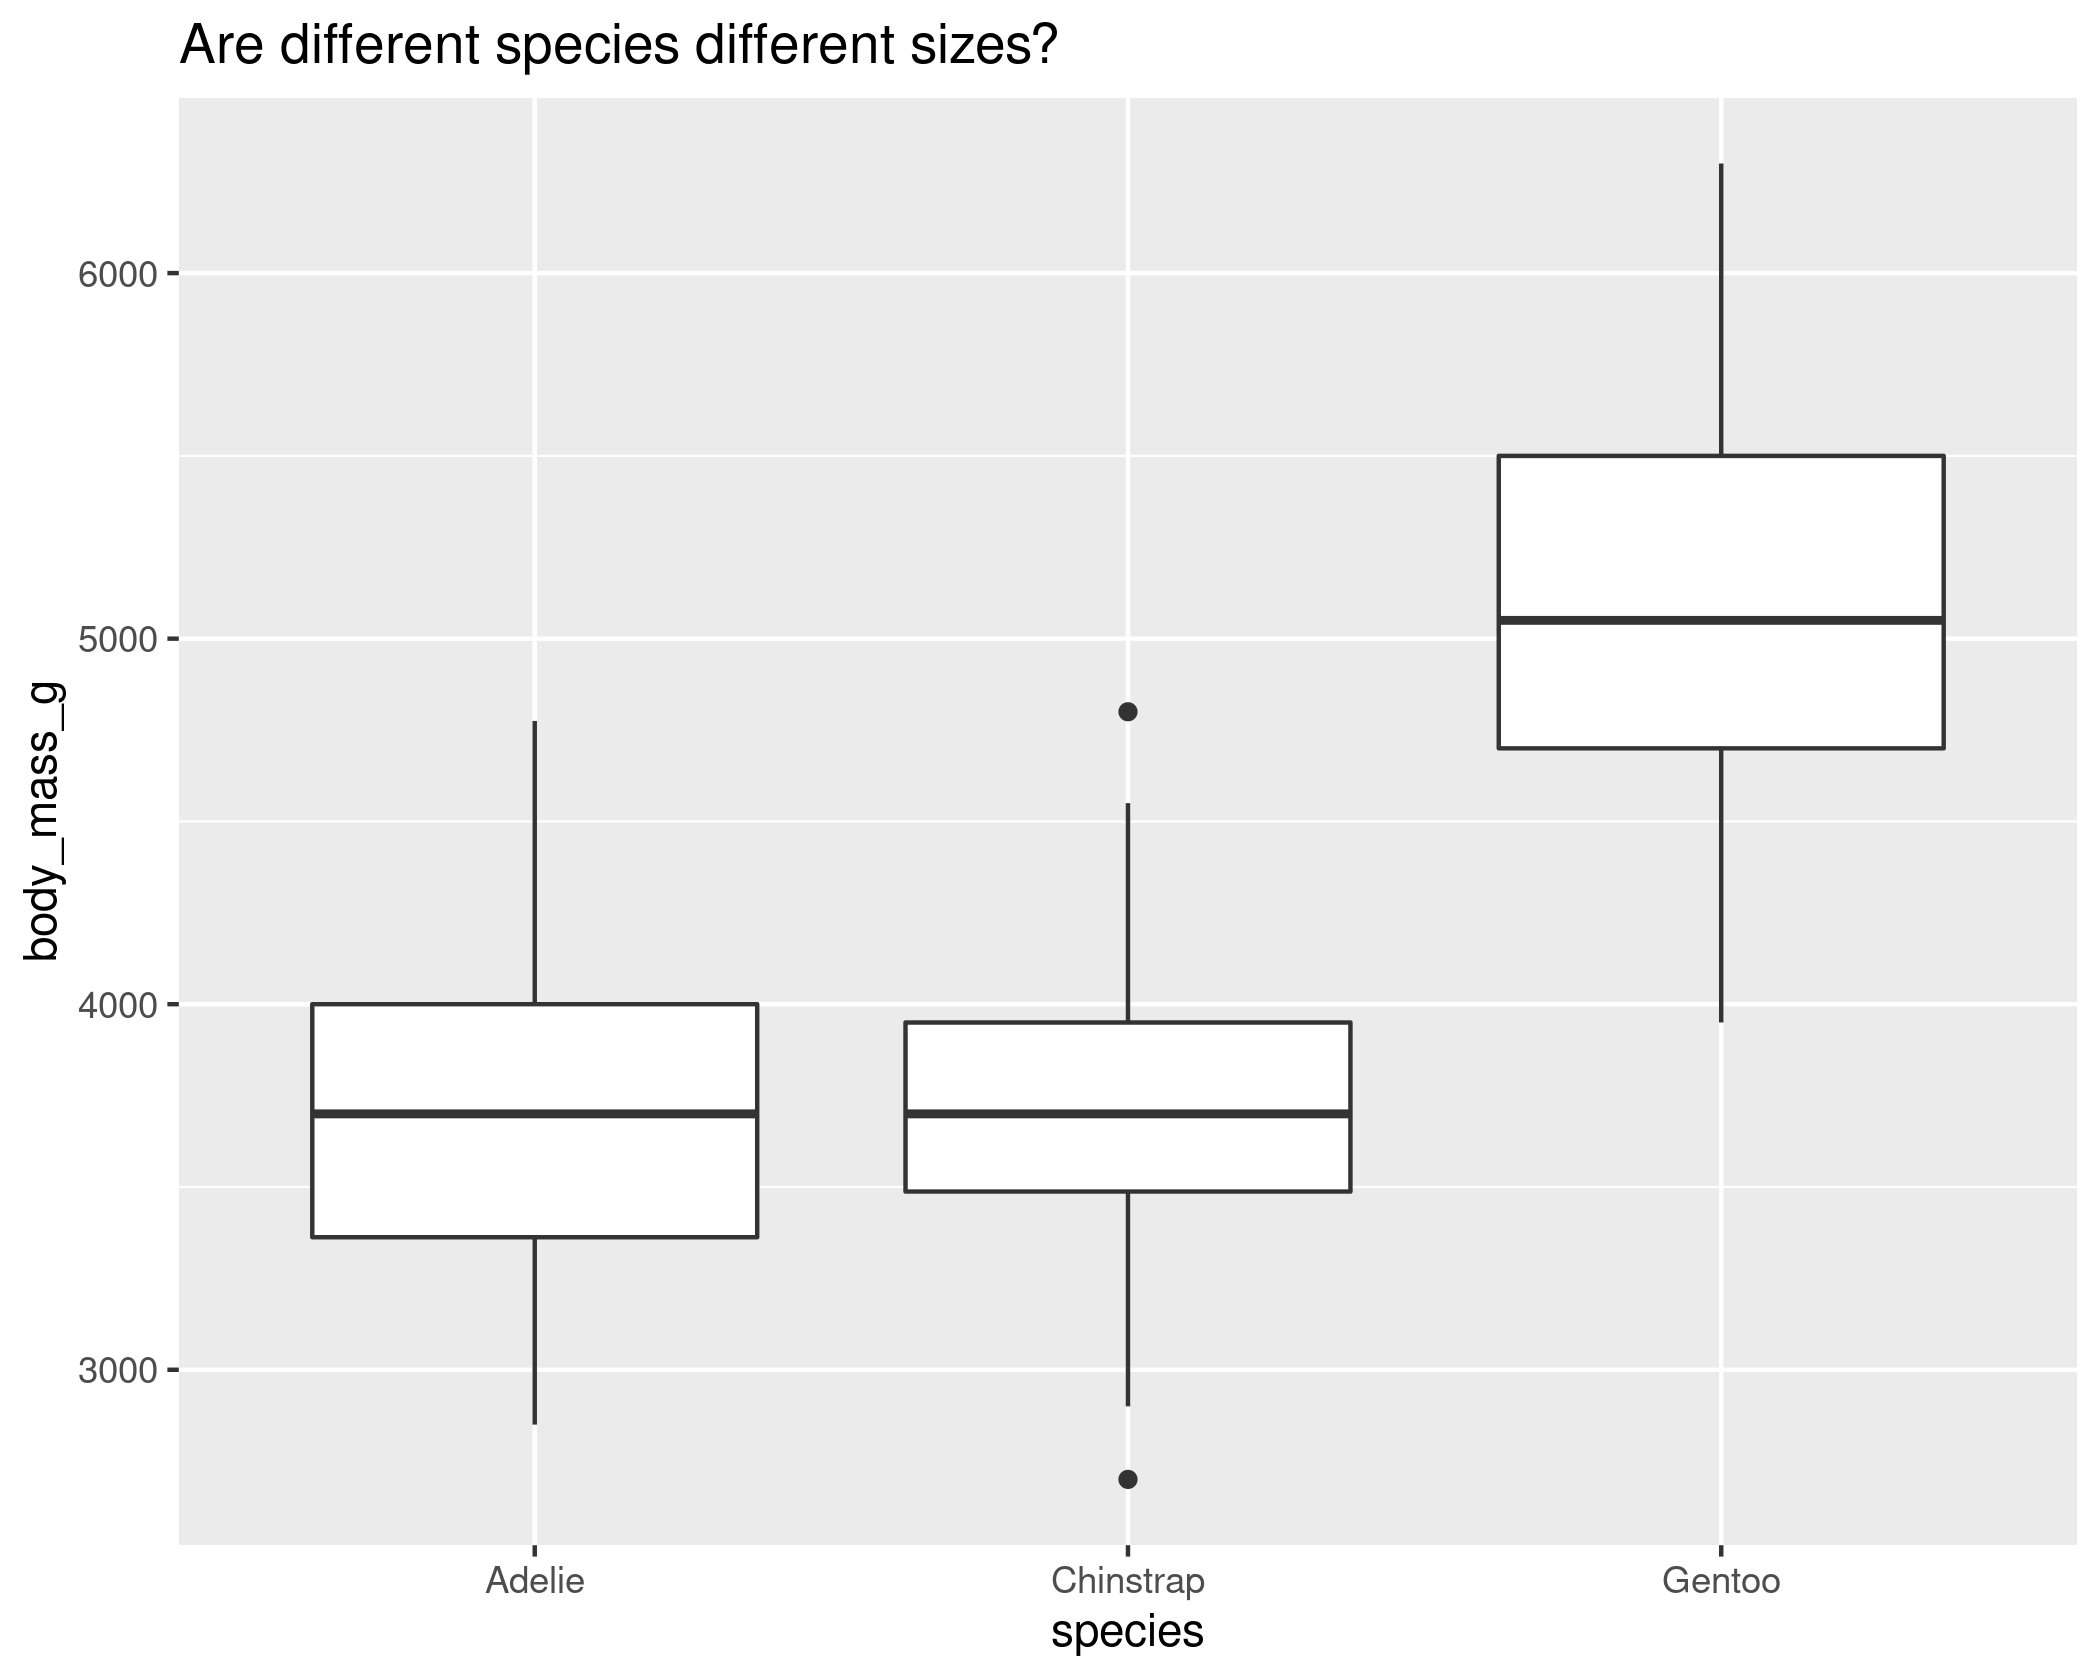 Are different species different sizes?
6000
5000
4000
3000
body_mass_g
Adelie
Chinstrap
Gentoo
species